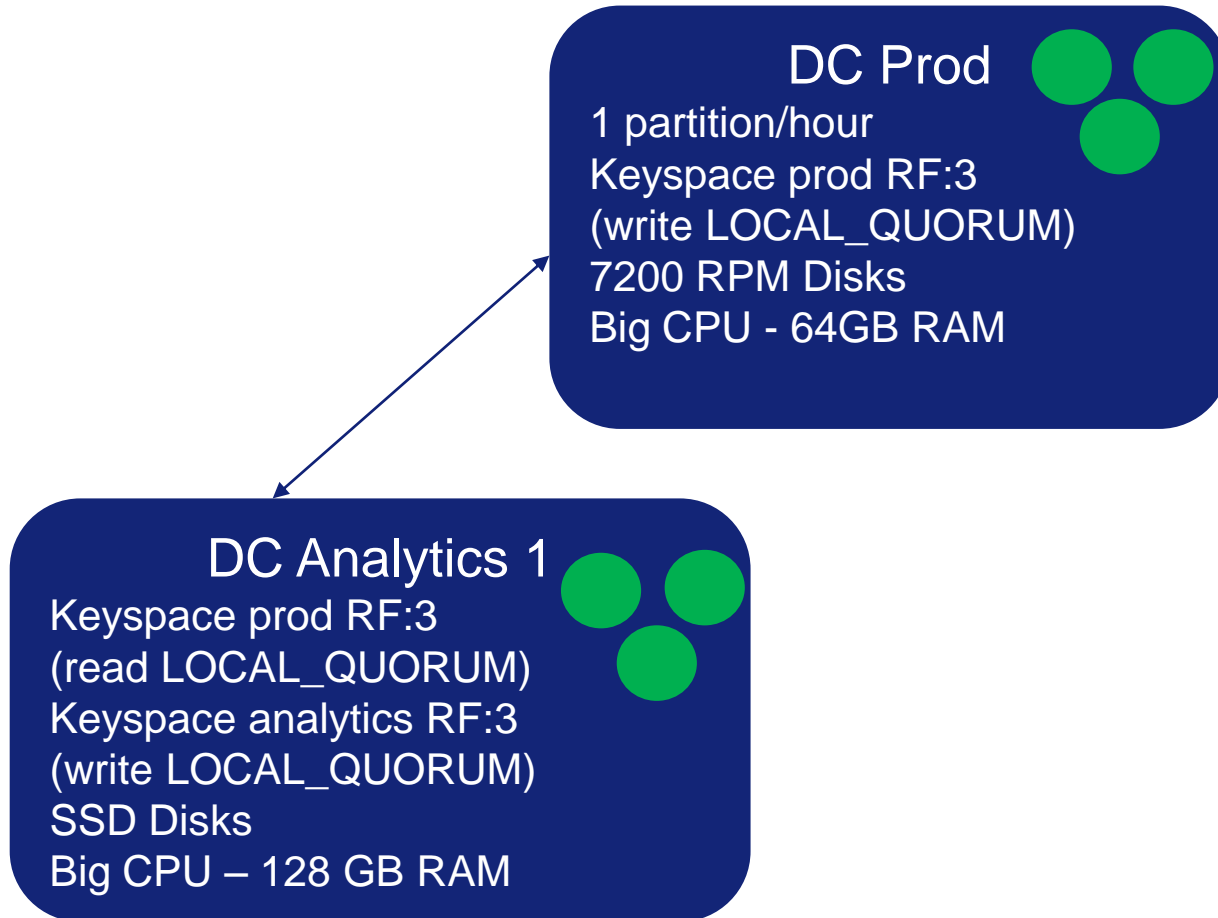 DC Prod
1 partition/hour
Keyspace prod RF:3
(write LOCAL_QUORUM)
7200 RPM Disks
Big CPU - 64GB RAM
DC Analytics 1
Keyspace prod RF:3
(read LOCAL_QUORUM)
Keyspace analytics RF:3
(write LOCAL_QUORUM)
SSD Disks
Big CPU – 128 GB RAM